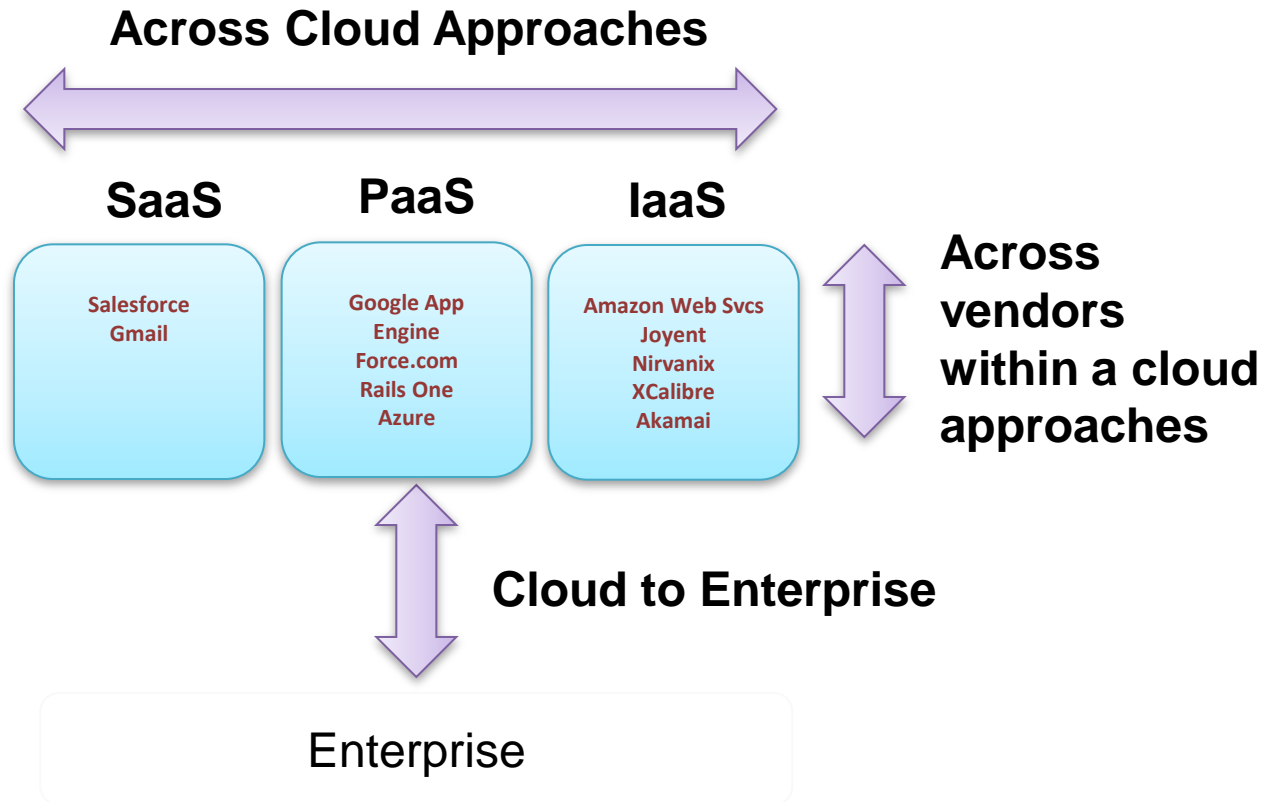 Across Cloud Approaches
SaaS
PaaS
IaaS
Salesforce
Gmail
Google App
Engine
Force.com
Rails One
Azure
Amazon Web Svcs
Joyent
Nirvanix
XCalibre
Akamai
Across
vendors
within a cloud
approaches
Cloud to Enterprise
Enterprise